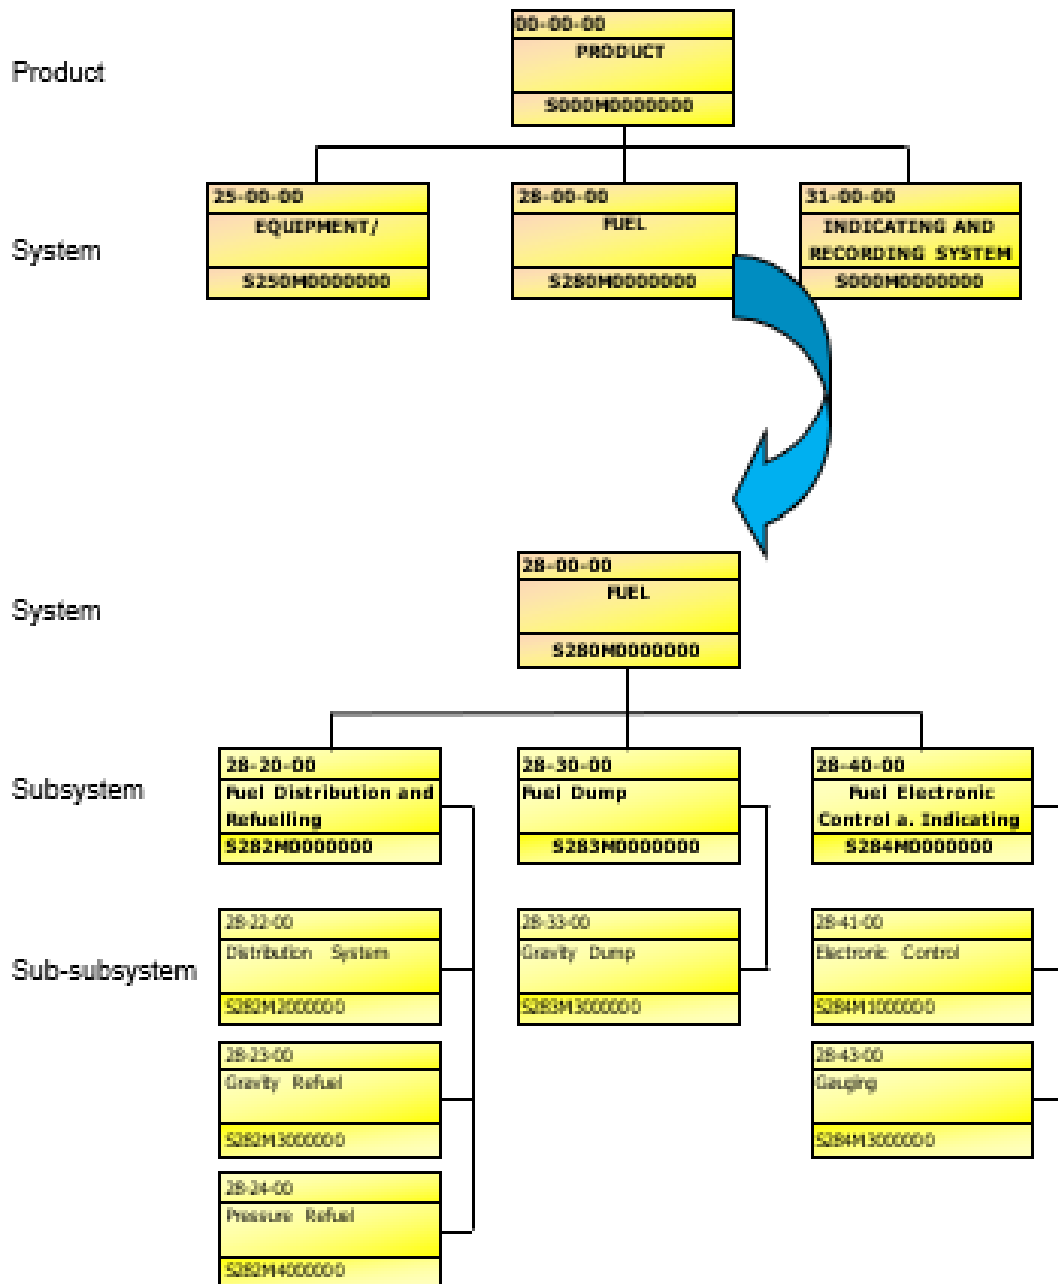 00-00-00
PRODUCT
Product
S000M0000000
25-00-00
28-00-00
31-00-00
EQUIPMENT/
FUEL
INDICATING AND
System
RECORDING SYSTEM
S250M0000000
S280M0000000
S000M0000000
28-00-00
FUEL
System
S280M0000000
28-20-00
28-30-00
28-40-00
Subsystem
Fuel Distribution and
Refuelling
Fuel Dump
Fuel Electronic
Control a. Indicating
S282M0000000
S283M0000000
S284M0000000
28-22-00
28-33-00
28-41-00
Sub-subsystem
Distribution System
Gravity Dump
Electronic Control
S282M2000000
S283M3000000
S284M1000000
28-23-00
28-43-00
Gravity Refuel
Gauging
S282M3000000
S284M3000000
28-24-00
Pressure Refuel
S282M4000000